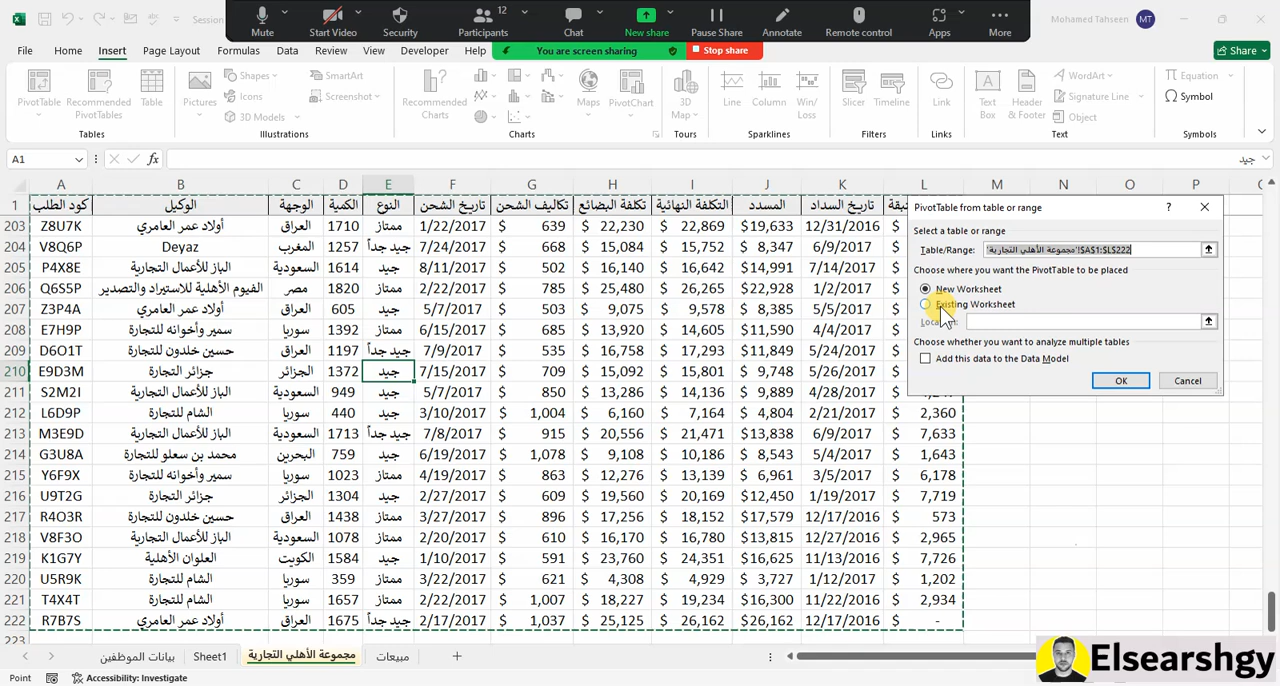 Mute
Start Video
Security
Participants
12
Chat
New share
Pause Share
Annotate
Remote control
Apps
More
Session
Mohamed Tahseen
MT
File
Home
Insert
Page Layout
Formulas
Data
Review
View
Developer
Help
You are screen sharing
Stop share
Share
PivotTable
Recommended PivotTables
Table
Tables
Pictures
Shapes
Icons
3D Models
SmartArt
Screenshot
Illustrations
Recommended Charts
Maps
PivotChart
Charts
3D Map
Tours
Line
Column
Win/ Loss
Sparklines
Slicer
Timeline
Filters
Link
Links
Text Box
Header & Footer
WordArt
Signature Line
Object
Text
Equation
Symbol
Symbols
A1
fx
جيد
A B C D E F G H I J K L M N O P
1 كود الطلب الوكيل الوجهة الكمية النوع تاريخ الشحن تكاليف الشحن تكلفة البضائع التكلفة النهائية المسدد تاريخ السداد
203 Z8U7K أولاد عمر العامري العراق 1710 ممتاز 1/22/2017 $ 639 $ 22,230 $ 22,869 $19,633 12/31/2016 $
204 V8Q6P Deyaz المغرب 1257 جيد جداً 7/24/2017 $ 668 $ 15,084 $ 15,752 $ 8,347 6/9/2017 $
205 P4X8E الباز للأعمال التجارية السعودية 1614 جيد 8/11/2017 $ 502 $ 16,140 $ 16,642 $14,991 7/14/2017 $
206 Q6S5P الفيوم الأهلية للاستيراد والتصدير مصر 1820 ممتاز 2/22/2017 $ 785 $ 25,480 $ 26,265 $22,928 1/2/2017 $
207 Z3P4A أولاد عمر العامري العراق 605 جيد 5/7/2017 $ 503 $ 9,075 $ 9,578 $ 8,385 5/5/2017 $
208 E7H9P سمير وأخوانه للتجارة سوريا 1392 ممتاز 6/15/2017 $ 685 $ 13,920 $ 14,605 $11,590 4/4/2017 $
209 D6O1T حسين خلدون للتجارة العراق 1197 جيد جداً 7/9/2017 $ 535 $ 16,758 $ 17,293 $11,849 5/24/2017 $
210 E9D3M جزائر التجارة الجزائر 1372 جيد 7/15/2017 $ 709 $ 15,092 $ 15,801 $ 9,748 5/26/2017 $
211 S2M2I الباز للأعمال التجارية السعودية 949 جيد 5/7/2017 $ 850 $ 13,286 $ 14,136 $ 9,889 4/28/2017 $
212 L6D9P الشام للتجارة سوريا 440 جيد 3/10/2017 $ 1,004 $ 6,160 $ 7,164 $ 4,804 2/21/2017 $ 2,360
213 M3E9D الباز للأعمال التجارية السعودية 1713 جيد جداً 7/8/2017 $ 915 $ 20,556 $ 21,471 $13,838 6/9/2017 $ 7,633
214 G3U8A محمد بن سعلو للتجارة البحرين 759 جيد 6/19/2017 $ 1,078 $ 9,108 $ 10,186 $ 8,543 5/4/2017 $ 1,643
215 Y6F9X سمير وأخوانه للتجارة سوريا 1023 ممتاز 4/19/2017 $ 863 $ 12,276 $ 13,139 $ 6,961 3/5/2017 $ 6,178
216 U9T2G جزائر التجارة الجزائر 1304 جيد 2/27/2017 $ 609 $ 19,560 $ 20,169 $12,450 1/19/2017 $ 7,719
217 R4O3R حسين خلدون للتجارة العراق 1438 ممتاز 3/27/2017 $ 896 $ 17,256 $ 18,152 $17,579 12/17/2016 $ 573
218 V8F3O الباز للأعمال التجارية السعودية 1078 ممتاز 2/20/2017 $ 610 $ 16,170 $ 16,780 $13,815 12/27/2016 $ 2,965
219 K1G7Y العلوان الأهلية الكويت 1584 جيد 1/10/2017 $ 591 $ 23,760 $ 24,351 $16,625 11/13/2016 $ 7,726
220 U5R9K الشام للتجارة سوريا 359 ممتاز 3/22/2017 $ 621 $ 4,308 $ 4,929 $ 3,727 1/12/2017 $ 1,202
221 T4X4T الشام للتجارة سوريا 1657 ممتاز 2/22/2017 $ 1,007 $ 18,227 $ 19,234 $16,300 11/22/2016 $ 2,934
222 R7B7S أولاد عمر العامري العراق 1675 جيد جداً 2/17/2017 $ 1,037 $ 25,125 $ 26,162 $26,162 12/17/2016 $ -
223
PivotTable from table or range
?
Select a table or range
Table/Range: 'مجموعة الأهلي التجارية'!$A$1:$L$222
Choose where you want the PivotTable to be placed
New Worksheet
Existing Worksheet
Choose whether you want to analyze multiple tables
Add this data to the Data Model
OK
Cancel
بيانات الموظفين
Sheet1
مجموعة الأهلي التجارية
مبيعات
Point
Accessibility: Investigate
Elsearshgy